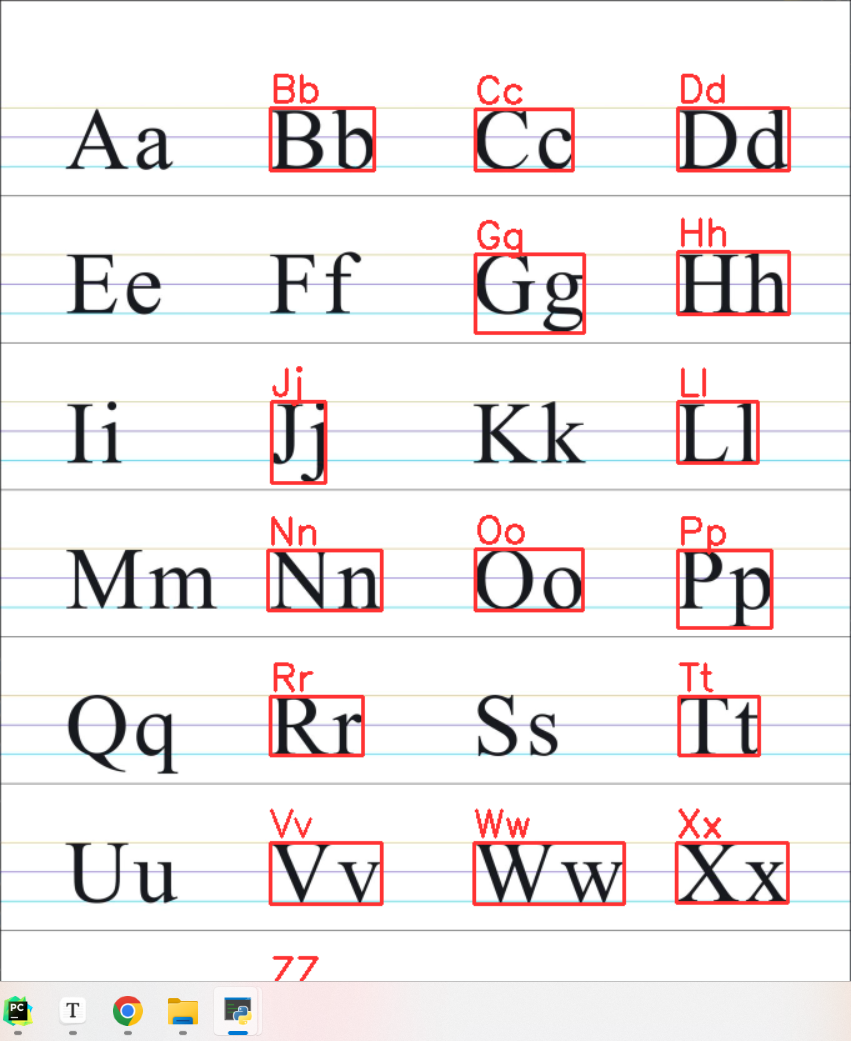 Bb Cc Dd
Aa Bb Cc Dd
Gg Hh
Ee Ff Gg Hh
Jj Ll
Ii Jj Kk Ll
Nn Oo Pp
Mm Nn Oo Pp
Rr Tt
Qq Rr Ss Tt
Vv Ww Xx
Uu Vv Ww Xx
PC T